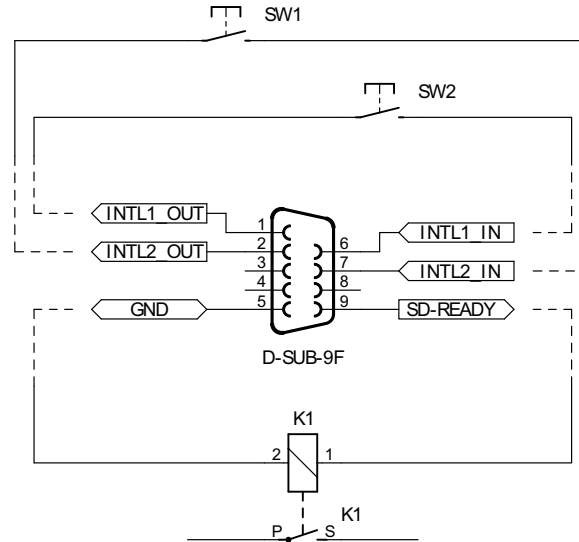 SW1
SW2
INTL1_OUT
1
INTL2_OUT
2
6
INTL1_IN
3
7
INTL2_IN
4
8
GND
5
9
SD-READY
D-SUB-9F
K1
2
1
K1
P
S